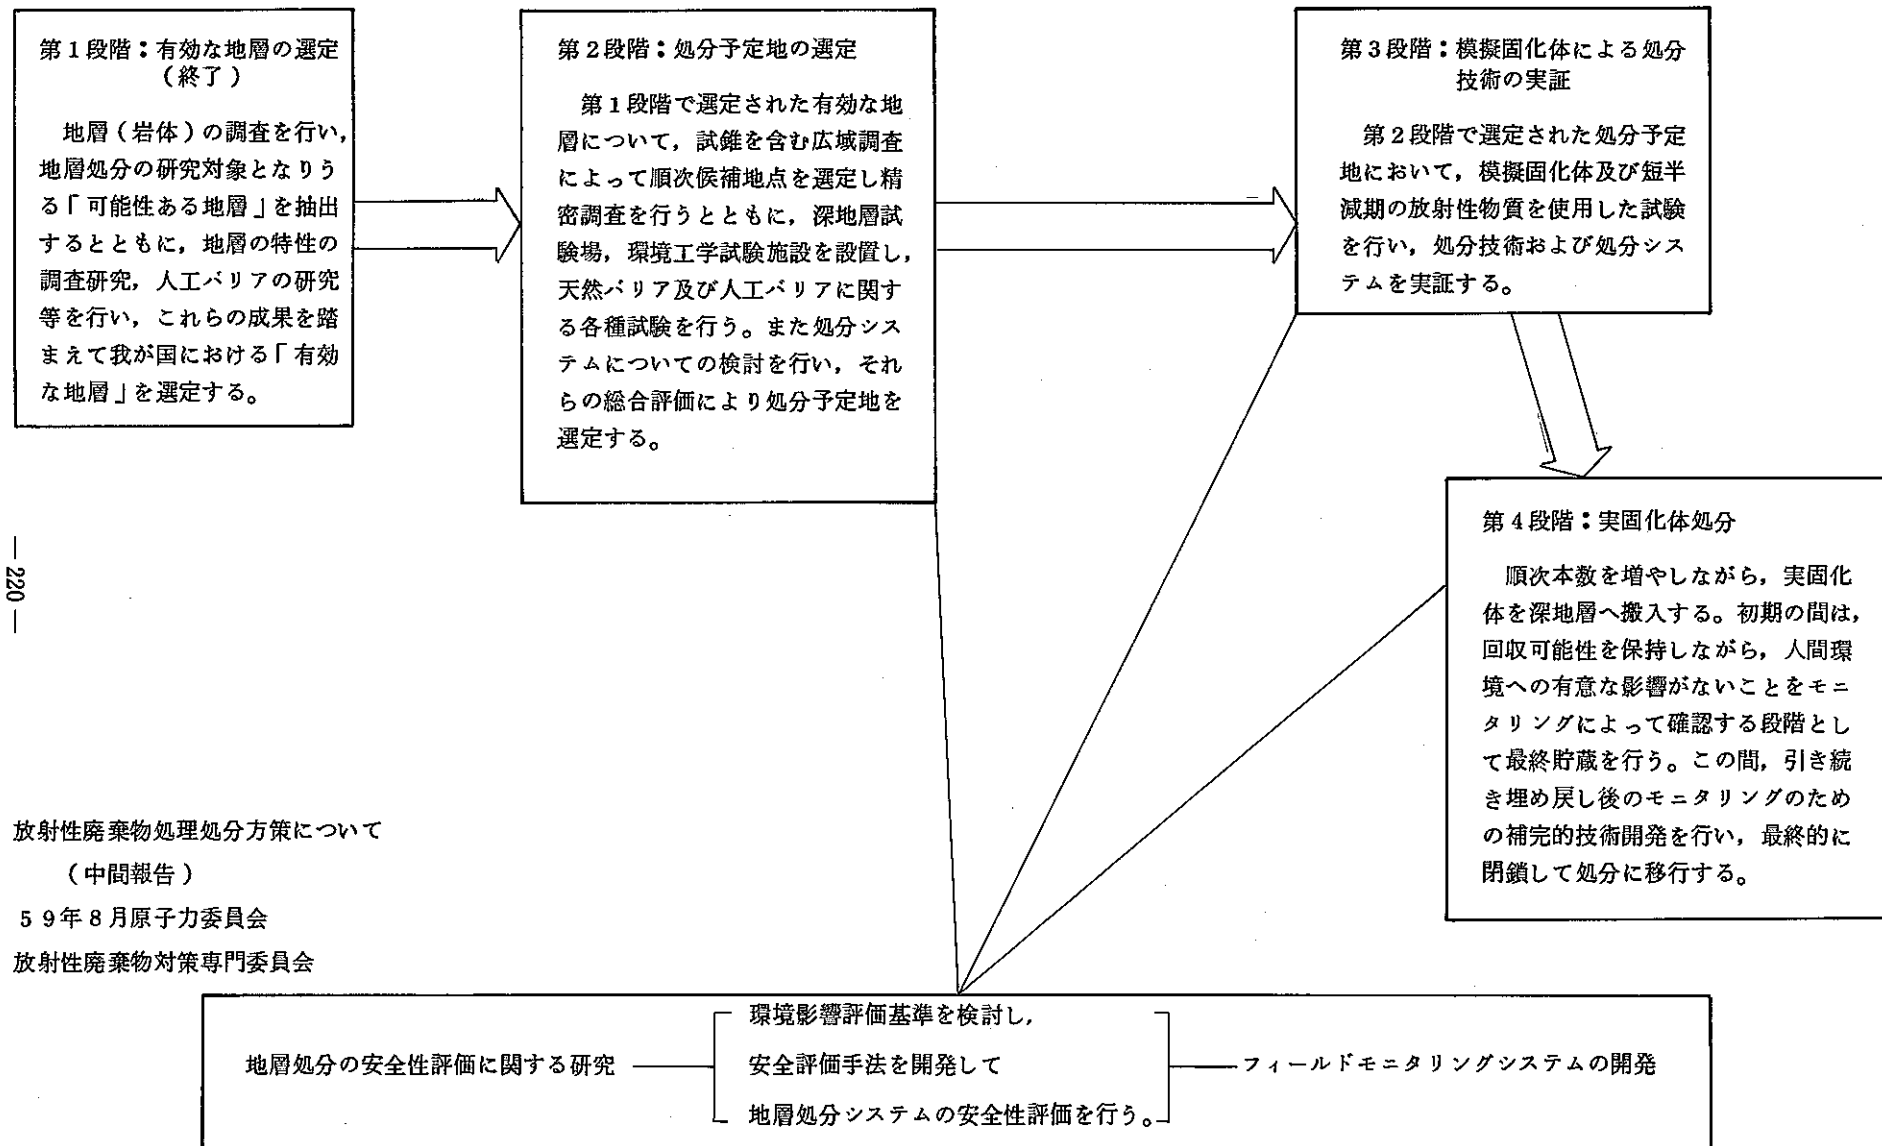 第1段階：有効な地層の選定
（終了）
地層（岩体）の調査を行い，
地層処分の研究対象となりう
る「可能性ある地層」を抽出
するとともに，地層の特性の
調査研究，人工バリアの研究
等を行い，これらの成果を踏
まえて我が国における「有効
な地層」を選定する。
第2段階：処分予定地の選定
第1段階で選定された有効な地
層について，試錐を含む広域調査
によって順次候補地点を選定し精
密調査を行うとともに，深地層試
験場，環境工学試験施設を設置し，
天然バリア及び人工バリアに関す
る各種試験を行う。また処分シス
テムについての検討を行い，それ
らの総合評価により処分予定地を
選定する。
第3段階：模擬固化体による処分
技術の実証
第2段階で選定された処分予定
地において，模擬固化体及び短半
減期の放射性物質を使用した試験
を行い，処分技術および処分シス
テムを実証する。
第4段階：実固化体処分
順次本数を増やしながら，実固化
体を深地層へ搬入する。初期の間は，
回収可能性を保持しながら，人間環
境への有意な影響がないことをモニ
タリングによって確認する段階とし
て最終貯蔵を行う。この間，引き続
き埋め戻し後のモニタリングのため
の補完的技術開発を行い，最終的に
閉鎖して処分に移行する。
— 220 —
放射性廃棄物処理処分方策について
（中間報告）
59年8月原子力委員会
放射性廃棄物対策専門委員会
地層処分の安全性評価に関する研究
環境影響評価基準を検討し，
安全評価手法を開発して
地層処分システムの安全性評価を行う。
フィールドモニタリングシステムの開発